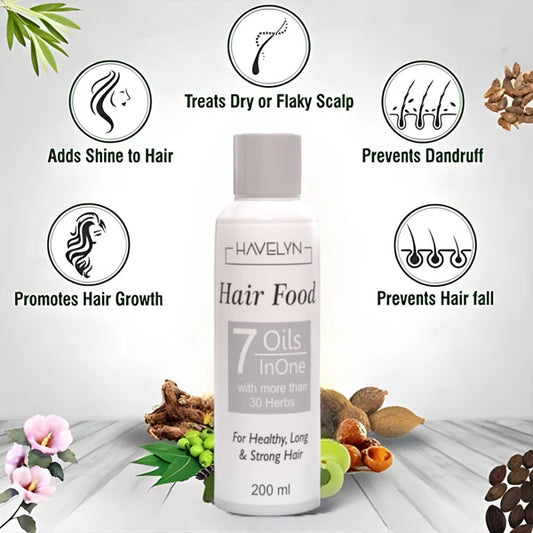 Treats Dry or Flaky Scalp
Adds Shine to Hair
Prevents Dandruff
Promotes Hair Growth
Prevents Hair fall
HAVELYN
Hair Food
7 Oils
InOne
with more than
30 Herbs
For Healthy, Long
& Strong Hair
200 ml